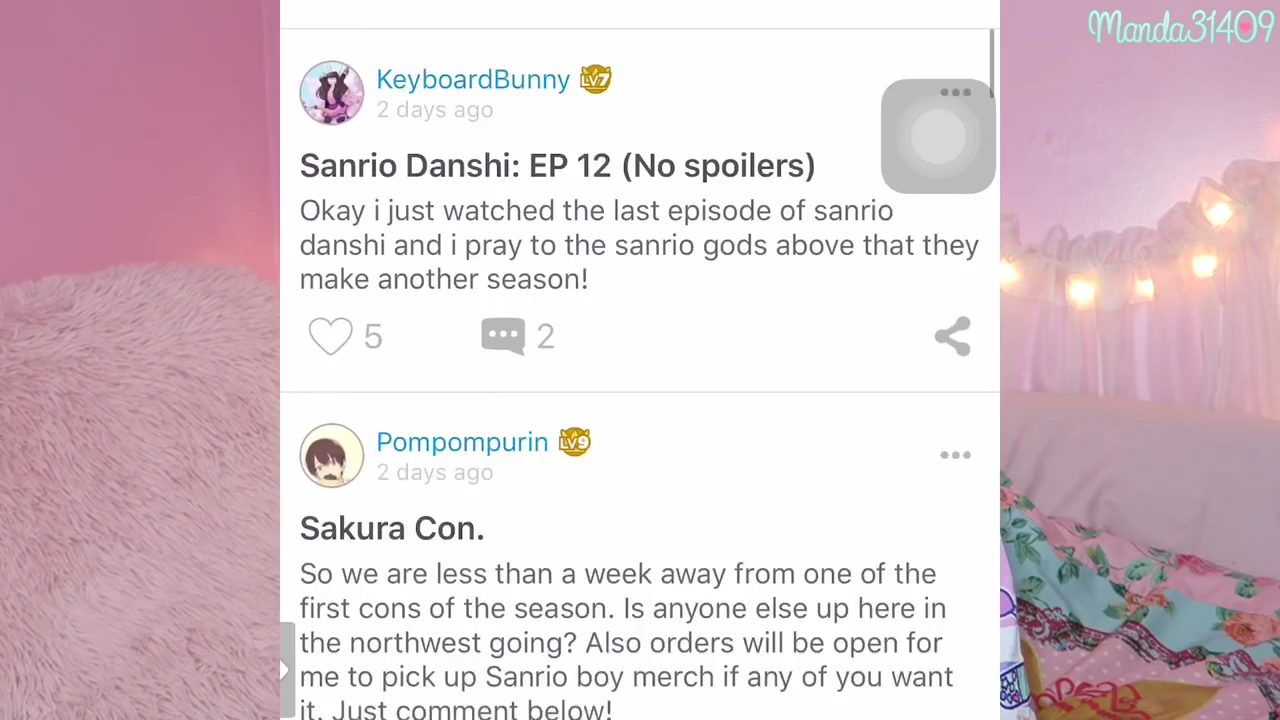 Manda31409
KeyboardBunny LV7
2 days ago
Sanrio Danshi: EP 12 (No spoilers)
Okay i just watched the last episode of sanrio
danshi and i pray to the sanrio gods above that they
make another season!
5 2
Pompompurin LV9
2 days ago
Sakura Con.
So we are less than a week away from one of the
first cons of the season. Is anyone else up here in
the northwest going? Also orders will be open for
me to pick up Sanrio boy merch if any of you want
it. Just comment below!